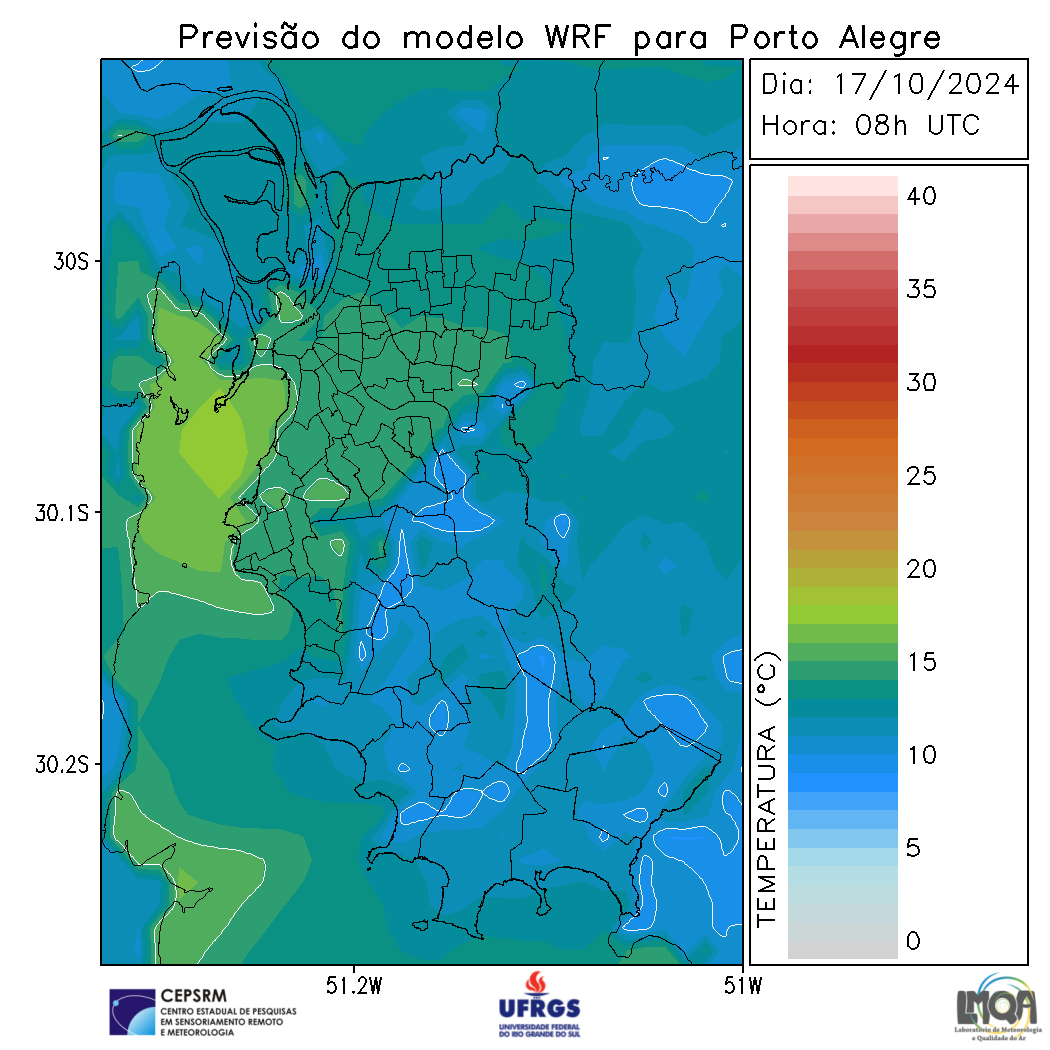 Previsão do modelo WRF para Porto Alegre
Dia: 17/10/2024
Hora: 08h UTC
30S
30.1S
30.2S
51.2W
51W
40
35
30
25
20
15
10
5
0
TEMPERATURA (°C)
CEPSRM
CENTRO ESTADUAL DE PESQUISAS
EM SENSORIAMENTO REMOTO
E METEOROLOGIA
UFRGS
UNIVERSIDADE FEDERAL
DO RIO GRANDE DO SUL
LMQA
Laboratório de Meteorologia
e Qualidade do Ar